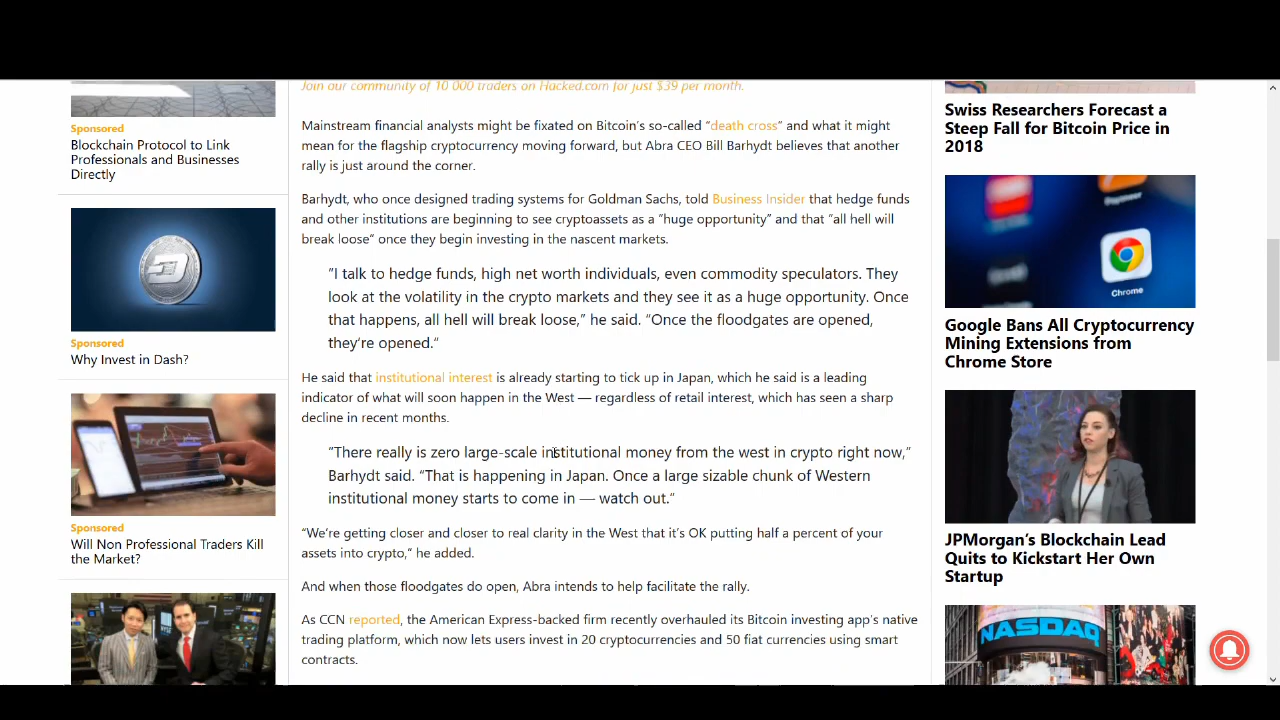 Sponsored
Blockchain Protocol to Link
Professionals and Businesses
Directly
Sponsored
Why Invest in Dash?
Sponsored
Will Non Professional Traders Kill
the Market?
Join our community of 10 000 traders on Hacked.com for just $39 per month.
Mainstream financial analysts might be fixated on Bitcoin's so-called “death cross” and what it might
mean for the flagship cryptocurrency moving forward, but Abra CEO Bill Barhydt believes that another
rally is just around the corner.
Barhydt, who once designed trading systems for Goldman Sachs, told Business Insider that hedge funds
and other institutions are beginning to see cryptoassets as a “huge opportunity” and that “all hell will
break loose” once they begin investing in the nascent markets.
“I talk to hedge funds, high net worth individuals, even commodity speculators. They
look at the volatility in the crypto markets and they see it as a huge opportunity. Once
that happens, all hell will break loose,” he said. “Once the floodgates are opened,
they're opened.”
He said that institutional interest is already starting to tick up in Japan, which he said is a leading
indicator of what will soon happen in the West — regardless of retail interest, which has seen a sharp
decline in recent months.
“There really is zero large-scale institutional money from the west in crypto right now,”
Barhydt said. “That is happening in Japan. Once a large sizable chunk of Western
institutional money starts to come in — watch out.”
“We're getting closer and closer to real clarity in the West that it's OK putting half a percent of your
assets into crypto,” he added.
And when those floodgates do open, Abra intends to help facilitate the rally.
As CCN reported, the American Express-backed firm recently overhauled its Bitcoin investing app's native
trading platform, which now lets users invest in 20 cryptocurrencies and 50 fiat currencies using smart
contracts.
Swiss Researchers Forecast a
Steep Fall for Bitcoin Price in
2018
Chrome
Google Bans All Cryptocurrency
Mining Extensions from
Chrome Store
JPMorgan's Blockchain Lead
Quits to Kickstart Her Own
Startup
NASDAQ